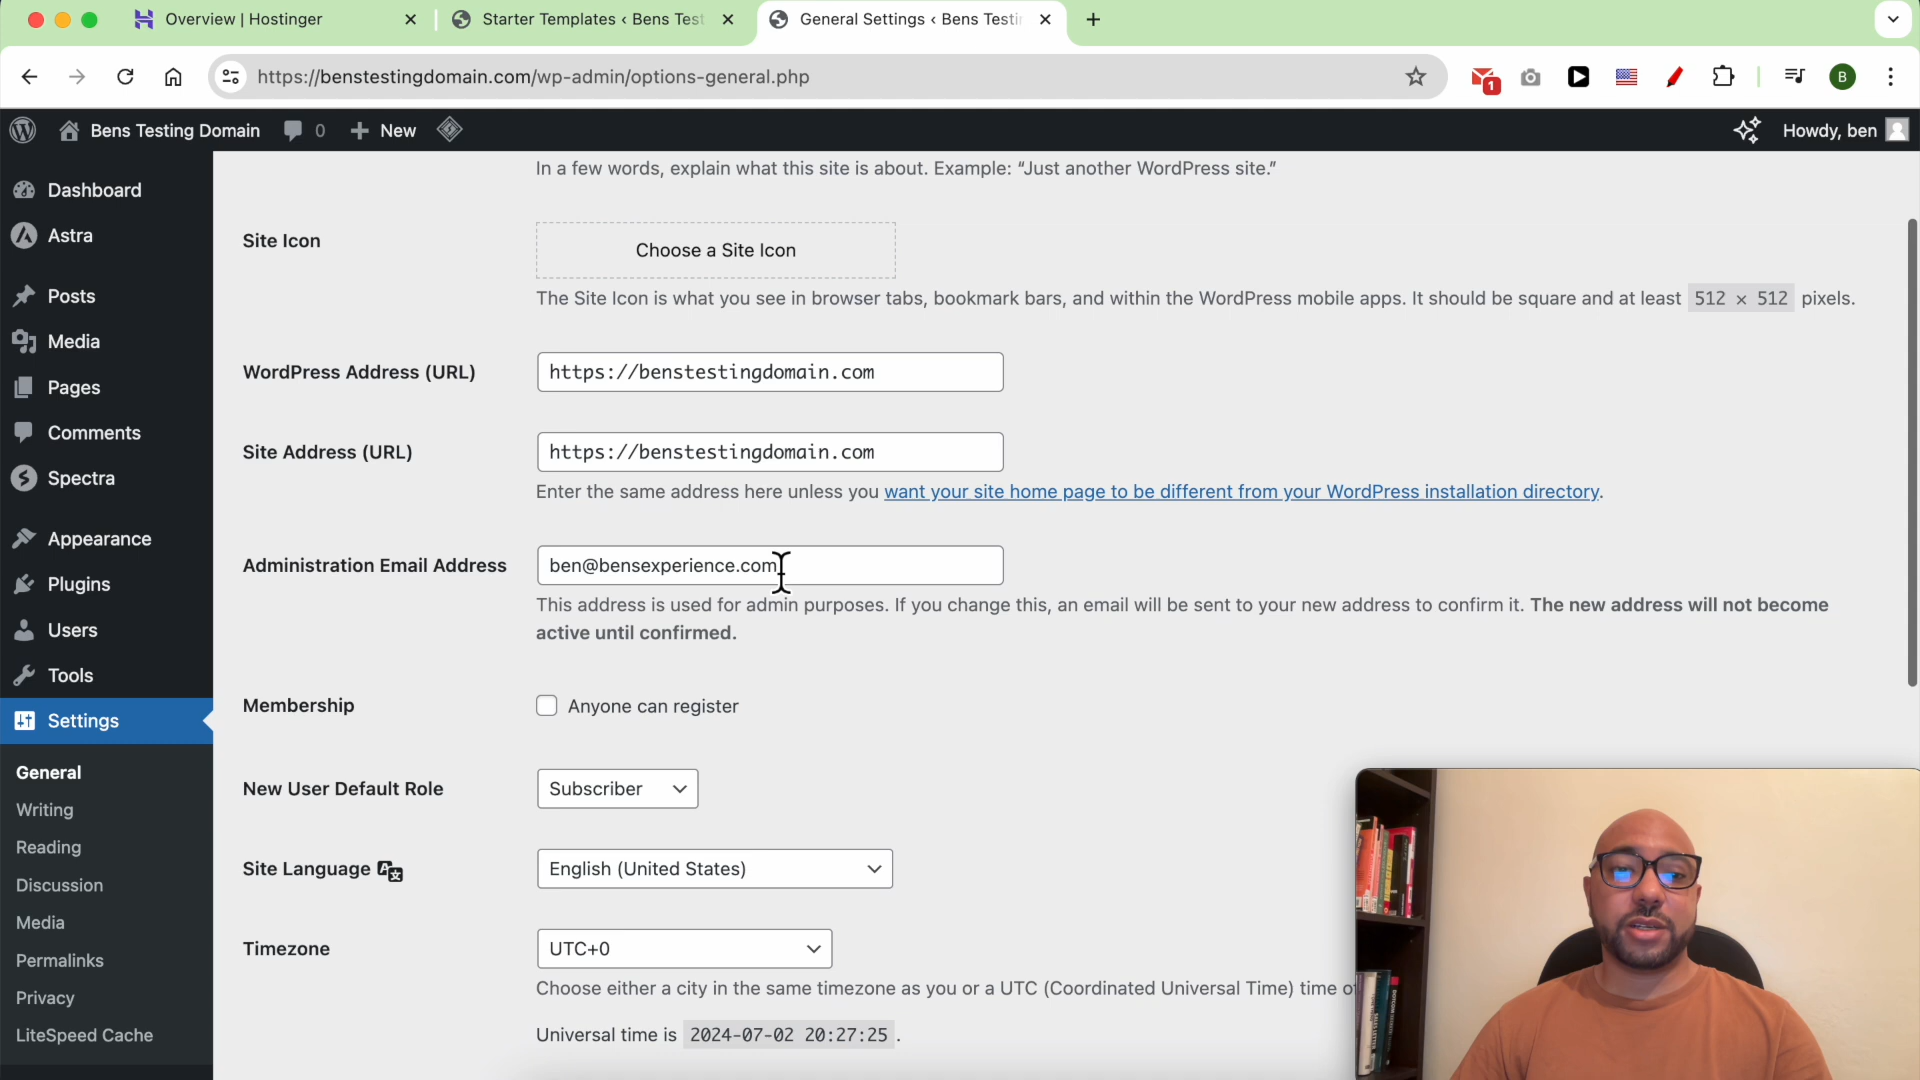 Overview | Hostinger
Starter Templates ‹ Bens Test
General Settings ‹ Bens Testi
https://benstestingdomain.com/wp-admin/options-general.php
1
B
Bens Testing Domain
0
New
Howdy, ben
Dashboard
Astra
Posts
Media
Pages
Comments
Spectra
Appearance
Plugins
Users
Tools
Settings
General
Writing
Reading
Discussion
Media
Permalinks
Privacy
LiteSpeed Cache
In a few words, explain what this site is about. Example: “Just another WordPress site.”
Site Icon
Choose a Site Icon
The Site Icon is what you see in browser tabs, bookmark bars, and within the WordPress mobile apps. It should be square and at least 512 × 512 pixels.
WordPress Address (URL)
https://benstestingdomain.com
Site Address (URL)
https://benstestingdomain.com
Enter the same address here unless you want your site home page to be different from your WordPress installation directory.
Administration Email Address
ben@bensexperience.com
This address is used for admin purposes. If you change this, an email will be sent to your new address to confirm it. The new address will not become
active until confirmed.
Membership
Anyone can register
New User Default Role
Subscriber
Site Language
English (United States)
Timezone
UTC+0
Choose either a city in the same timezone as you or a UTC (Coordinated Universal Time) time
Universal time is 2024-07-02 20:27:25 .